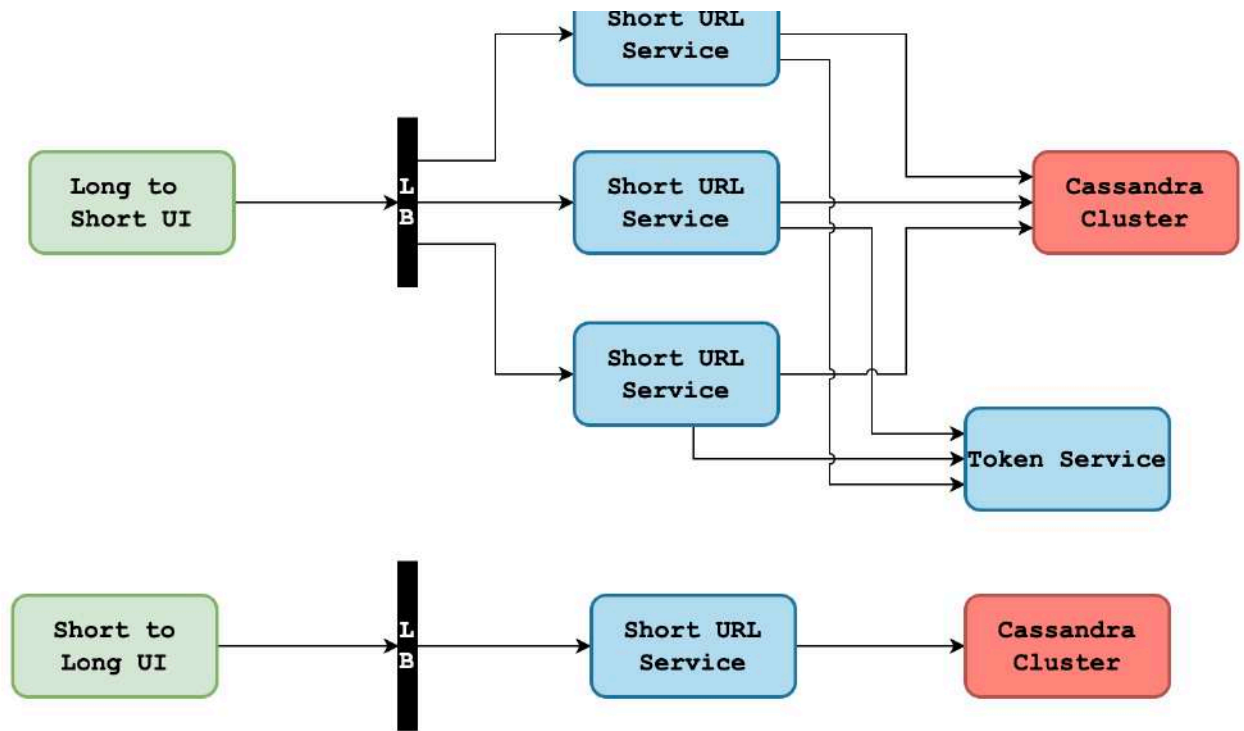 Short URL
Service
Long to
Short UI
L
B
Short URL
Service
Cassandra
Cluster
Short URL
Service
Token Service
Short to
Long UI
L
B
Short URL
Service
Cassandra
Cluster